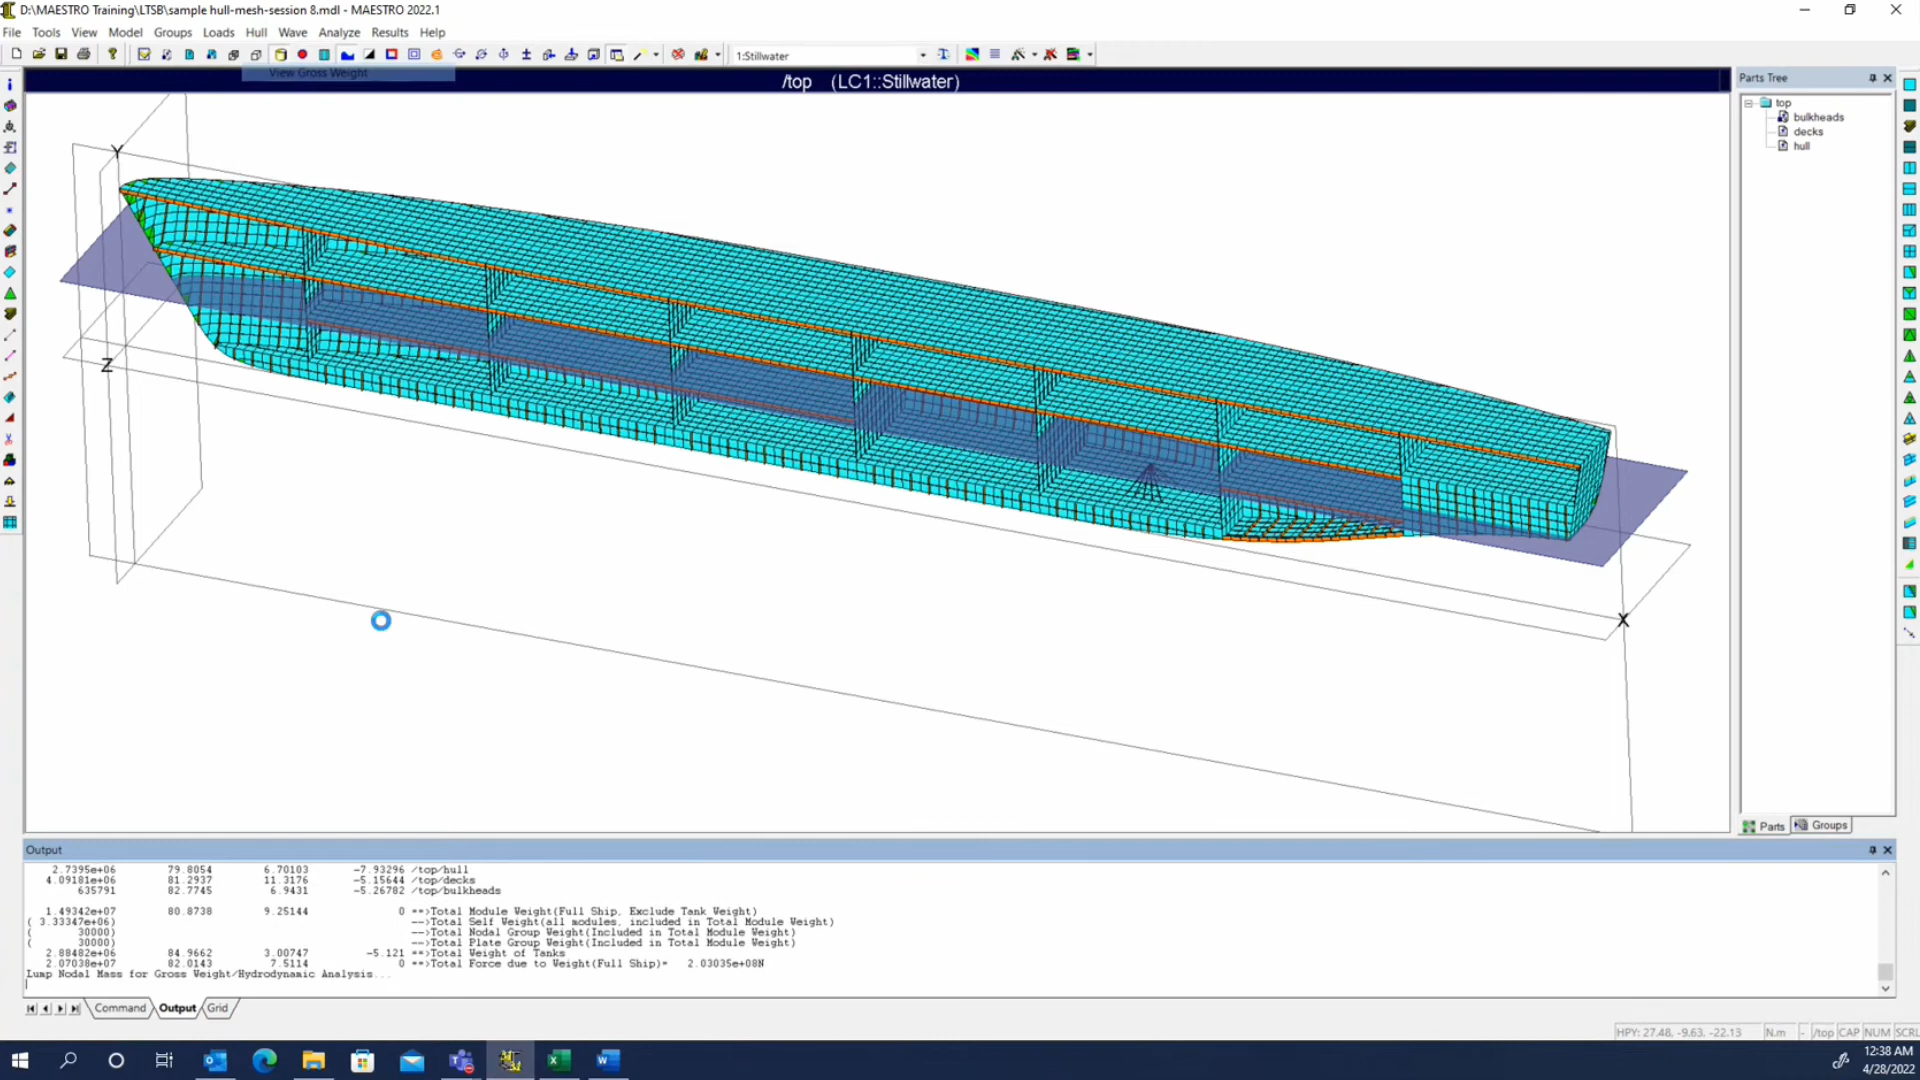 D:\MAESTRO Training\LTSB\sample hull-mesh-session 8.mdl - MAESTRO 2022.1
File Tools View Model Groups Loads Hull Wave Analyze Results Help
1:Stillwater
View Gross Weight
/top (LC1::Stillwater)
Parts Tree
top
bulkheads
decks
hull
Y
Z
X
Parts Groups
Output
2.7395e+06 79.8054 6.70103 -7.93296 /top/hull
4.09181e+06 81.2937 11.3176 -5.15644 /top/decks
635791 82.7745 6.9431 -5.26782 /top/bulkheads
1.49342e+07 80.8738 9.25144 0 ==>Total Module Weight(Full Ship, Exclude Tank Weight)
( 3.33347e+06) -->Total Self Weight(all modules, included in Total Module Weight)
( 30000) -->Total Nodal Group Weight(Included in Total Module Weight)
( 30000) -->Total Plate Group Weight(Included in Total Module Weight)
2.88482e+06 84.9662 3.00747 -5.121 ==>Total Weight of Tanks
2.07038e+07 82.0143 7.5114 0 ==>Total Force due to Weight(Full Ship)= 2.03035e+08N
Lump Nodal Mass for Gross Weight/Hydrodynamic Analysis...
Command Output Grid
HPY: 27.48, -9.63, -22.13 N.m - /top CAP NUM SCRL
12:38 AM
4/28/2022